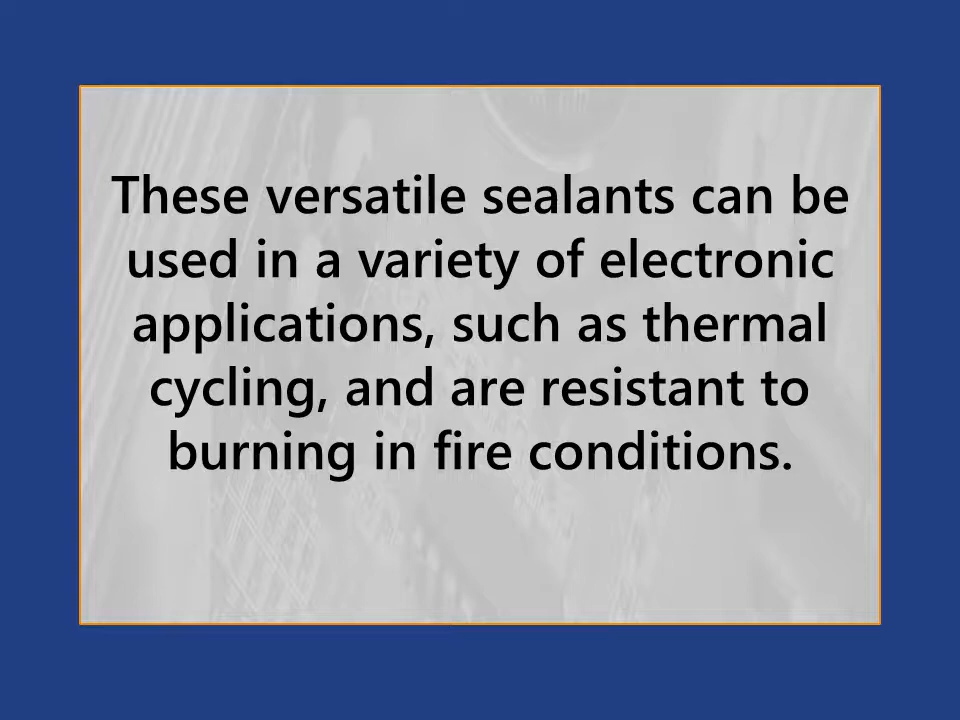 These versatile sealants can be
used in a variety of electronic
applications, such as thermal
cycling, and are resistant to
burning in fire conditions.